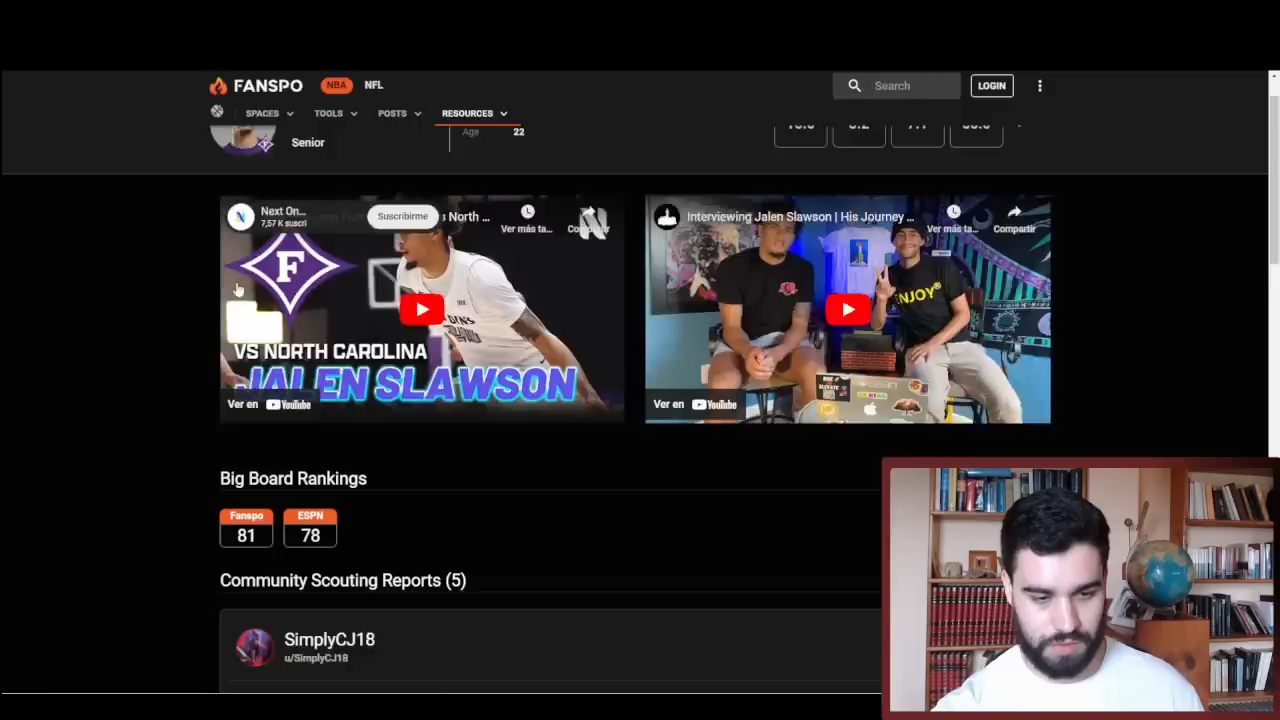 FANSPO NBA NFL Search LOGIN
SPACES TOOLS POSTS RESOURCES
Senior Age 22
Next On... 7,57 K suscri Suscribirme North ... Ver más ta...
VS NORTH CAROLINA
JALEN SLAWSON
Ver en YouTube
Interviewing Jalen Slawson | His Journey ... Ver más ta... Compartir
ENJOY
Ver en YouTube
Big Board Rankings
Fanspo ESPN
81 78
Community Scouting Reports (5)
SimplyCJ18
u/SimplyCJ18